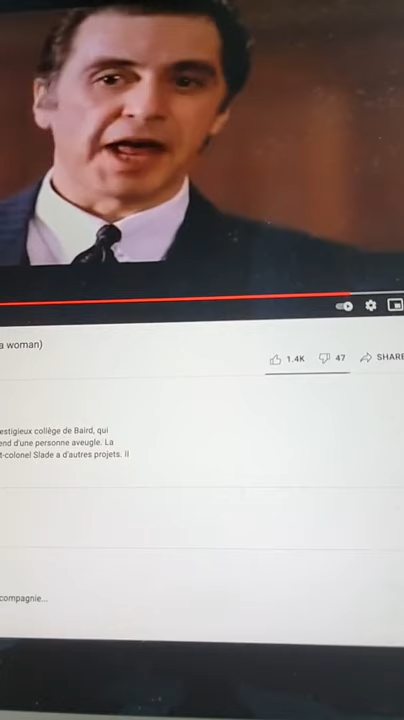 a woman)
1.4K 47 SHARE
estigieux collège de Baird, qui
end d'une personne aveugle. La
t-colonel Slade a d'autres projets. Il
compagnie...